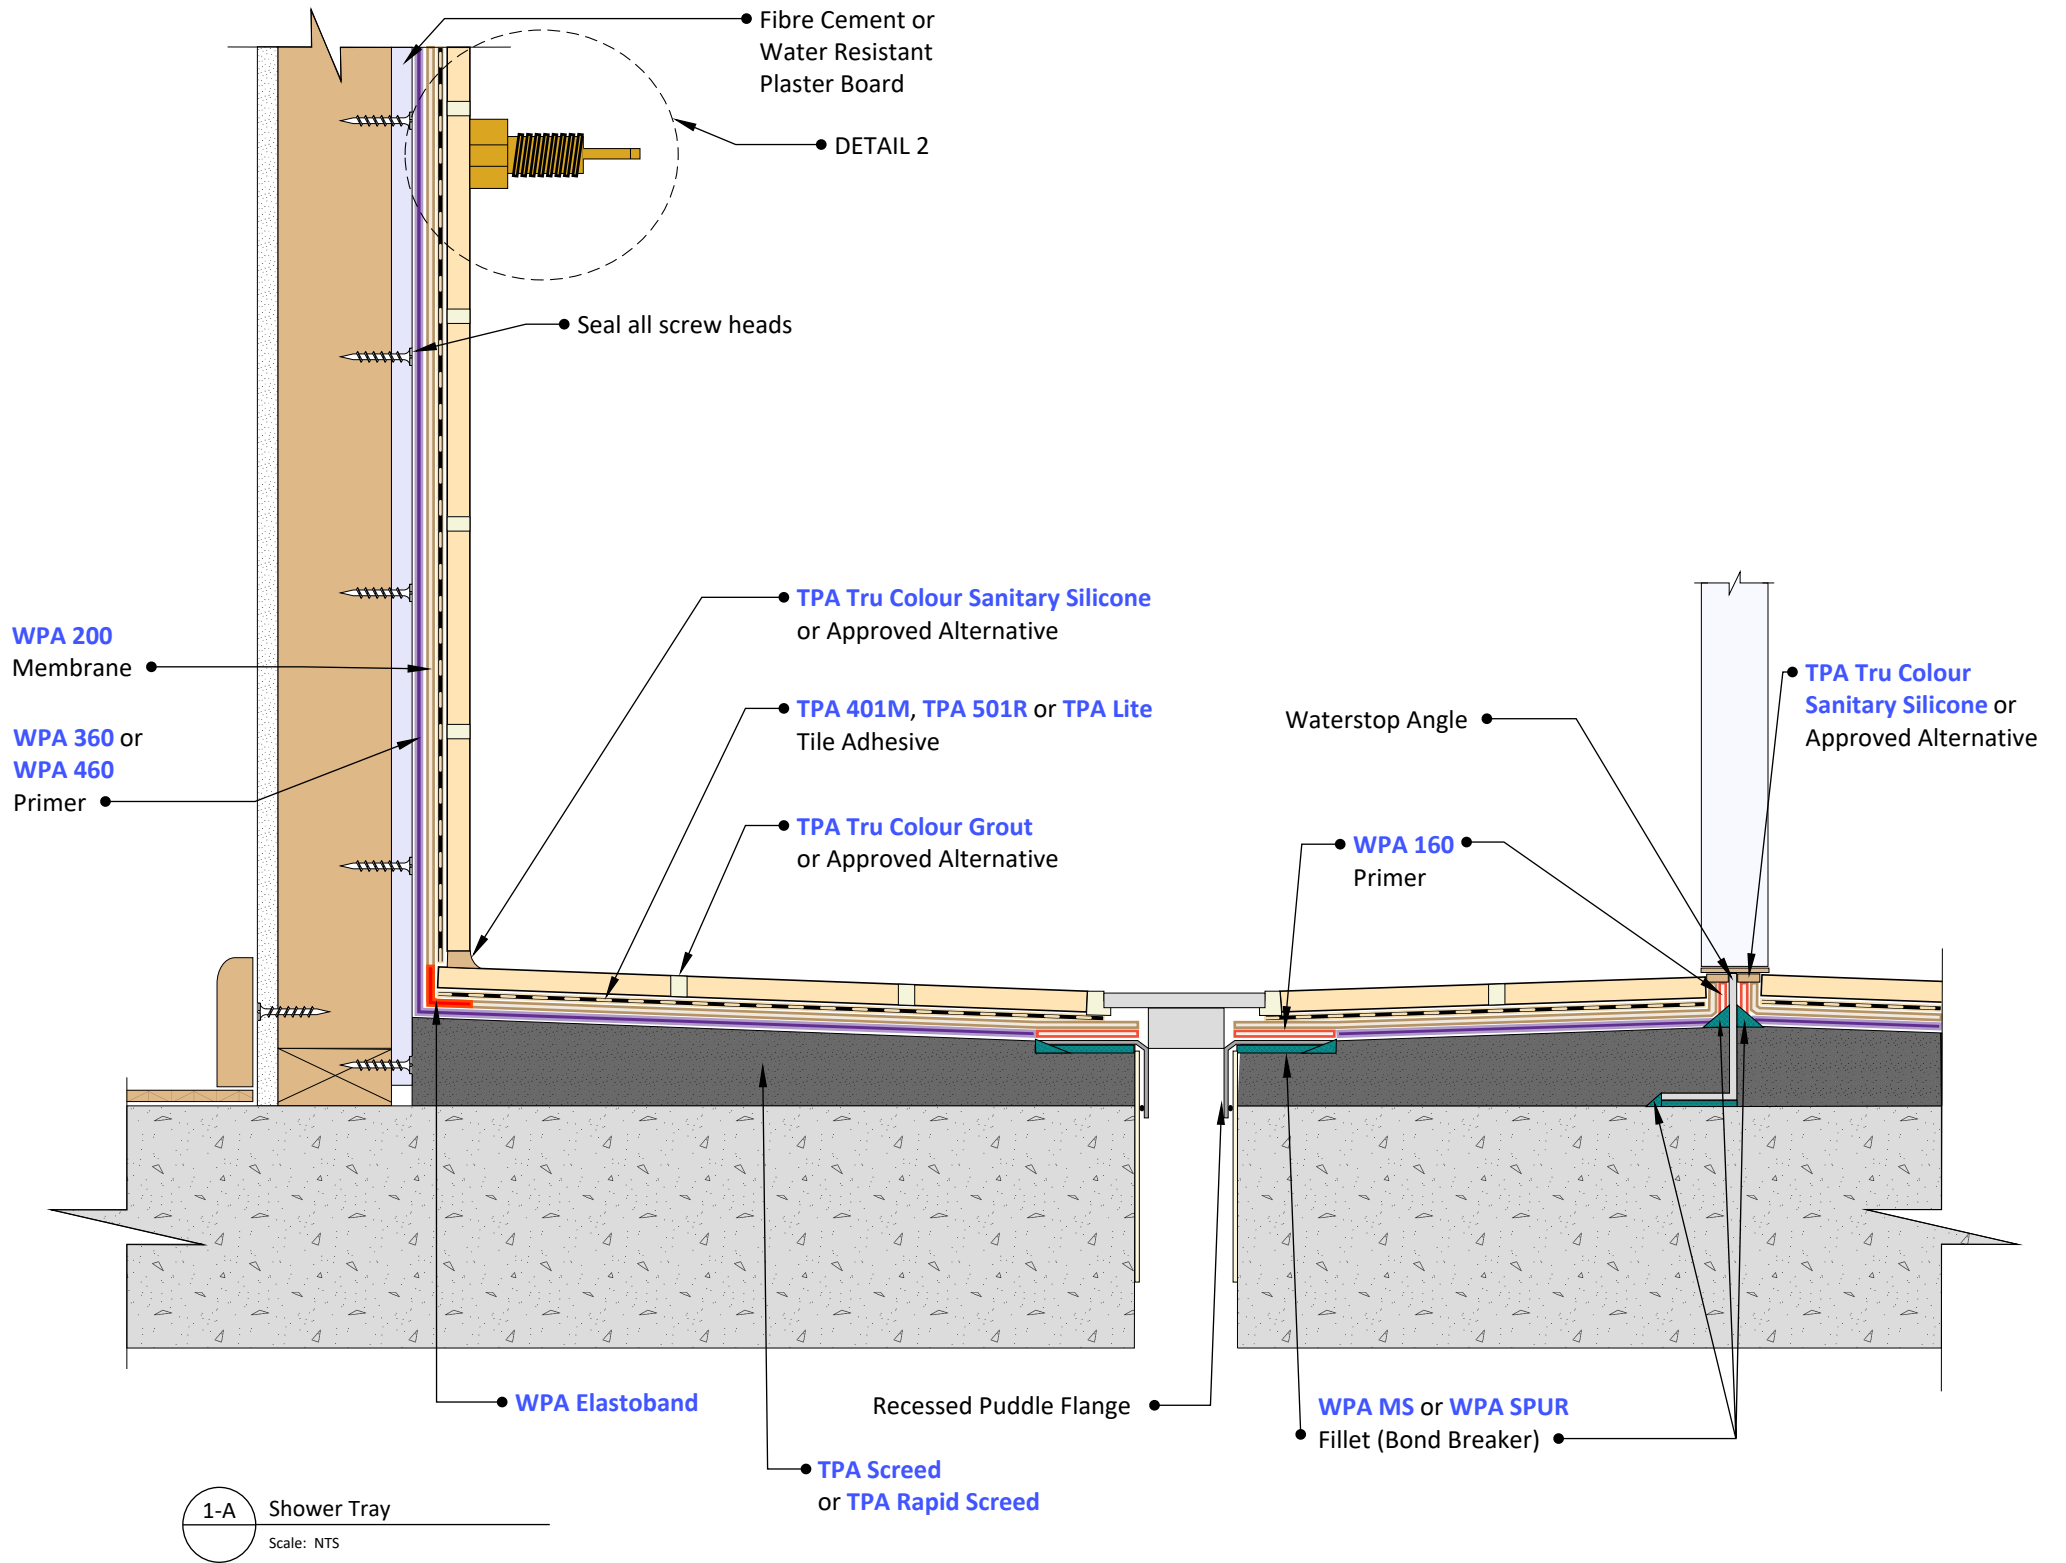 Fibre Cement or
Water Resistant
Plaster Board
DETAIL 2
Seal all screw heads
WPA 200
Membrane
WPA 360 or
WPA 460
Primer
TPA Tru Colour Sanitary Silicone
or Approved Alternative
TPA 401M, TPA 501R or TPA Lite
Tile Adhesive
TPA Tru Colour Grout
or Approved Alternative
Waterstop Angle
TPA Tru Colour
Sanitary Silicone or
Approved Alternative
WPA 160
Primer
WPA Elastoband
Recessed Puddle Flange
WPA MS or WPA SPUR
Fillet (Bond Breaker)
TPA Screed
or TPA Rapid Screed
1-A Shower Tray
Scale: NTS